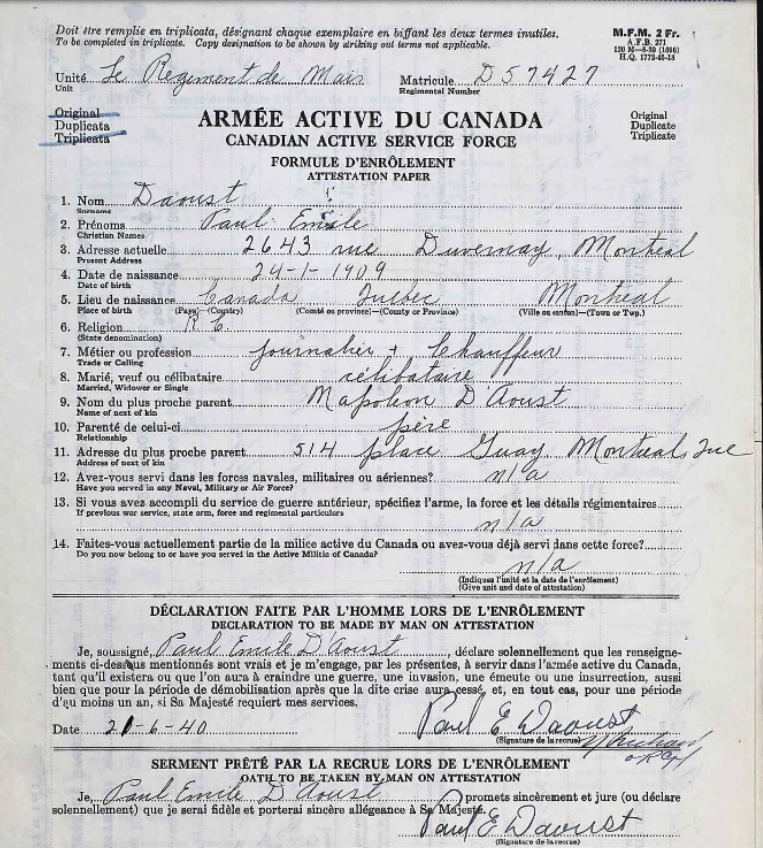 Doit être remplie en triplicata, désignant chaque exemplaire en biffant les deux termes inutiles.
To be completed in triplicate. Copy designation to be shown by striking out terms not applicable.
M.F.M. 2 Fr.
A.F.B. 271
H.Q. 1772-45-15
Unité Le Regiment de Mais
Unit
Matricule D57427
Regimental Number
Original
Duplicata
Triplicata
ARMÉE ACTIVE DU CANADA
CANADIAN ACTIVE SERVICE FORCE
Original
Duplicate
Triplicate
FORMULE D'ENRÔLEMENT
ATTESTATION PAPER
1. Nom Daoust
Surname
2. Prénoms Paul Emile
Christian Names
3. Adresse actuelle 2643 rue Duvernay, Montreal
Present Address
4. Date de naissance 24-1-1909
Date of birth
5. Lieu de naissance Canada Quebec Montreal
Place of birth (Pays)—(Country) (Comté ou province)—(County or Province) (Ville ou canton)—(Town or Twp.)
6. Religion R C.
(State denomination)
7. Métier ou profession Journalier + Chauffeur
Trade or Calling
8. Marié, veuf ou célibataire célibataire
Married, Widower or Single
9. Nom du plus proche parent Napoleon D'Aoust
Name of next of kin
10. Parenté de celui-ci père
Relationship
11. Adresse du plus proche parent 514 place Guay Montreal, Que
Address of next of kin
12. Avez-vous servi dans les forces navales, militaires ou aériennes? n/a
Have you served in any Naval, Military or Air Force?
13. Si vous avez accompli du service de guerre antérieur, spécifiez l'arme, la force et les détails régimentaires
If previous war service, state arm, force and regimental particulars
n/a
14. Faites-vous actuellement partie de la milice active du Canada ou avez-vous déjà servi dans cette force?
Do you now belong to or have you served in the Active Militia of Canada?
n/a
(Indiquez l'unité et la date de l'enrôlement)
(Give unit and date of attestation)
DÉCLARATION FAITE PAR L'HOMME LORS DE L'ENRÔLEMENT
DECLARATION TO BE MADE BY MAN ON ATTESTATION
Je, soussigné, Paul Emile D'Aoust, déclare solennellement que les renseigne-
ments ci-dessus mentionnés sont vrais et je m'engage, par les présentes, à servir dans l'armée active du Canada,
tant qu'il existera ou que l'on aura à craindre une guerre, une invasion, une émeute ou une insurrection, aussi
bien que pour la période de démobilisation après que la dite crise aura cessé, et, en tout cas, pour une période
d'au moins un an, si Sa Majesté requiert mes services.
Date 21-6-40 Paul E Daoust
(Signature de la recrue)
SERMENT PRÊTÉ PAR LA RECRUE LORS DE L'ENRÔLEMENT
OATH TO BE TAKEN BY MAN ON ATTESTATION
Je, Paul Emile D'Aoust promets sincèrement et jure (ou déclare
solennellement) que je serai fidèle et porterai sincère allégeance à Sa Majesté.
Paul E Daoust
(Signature de la recrue)